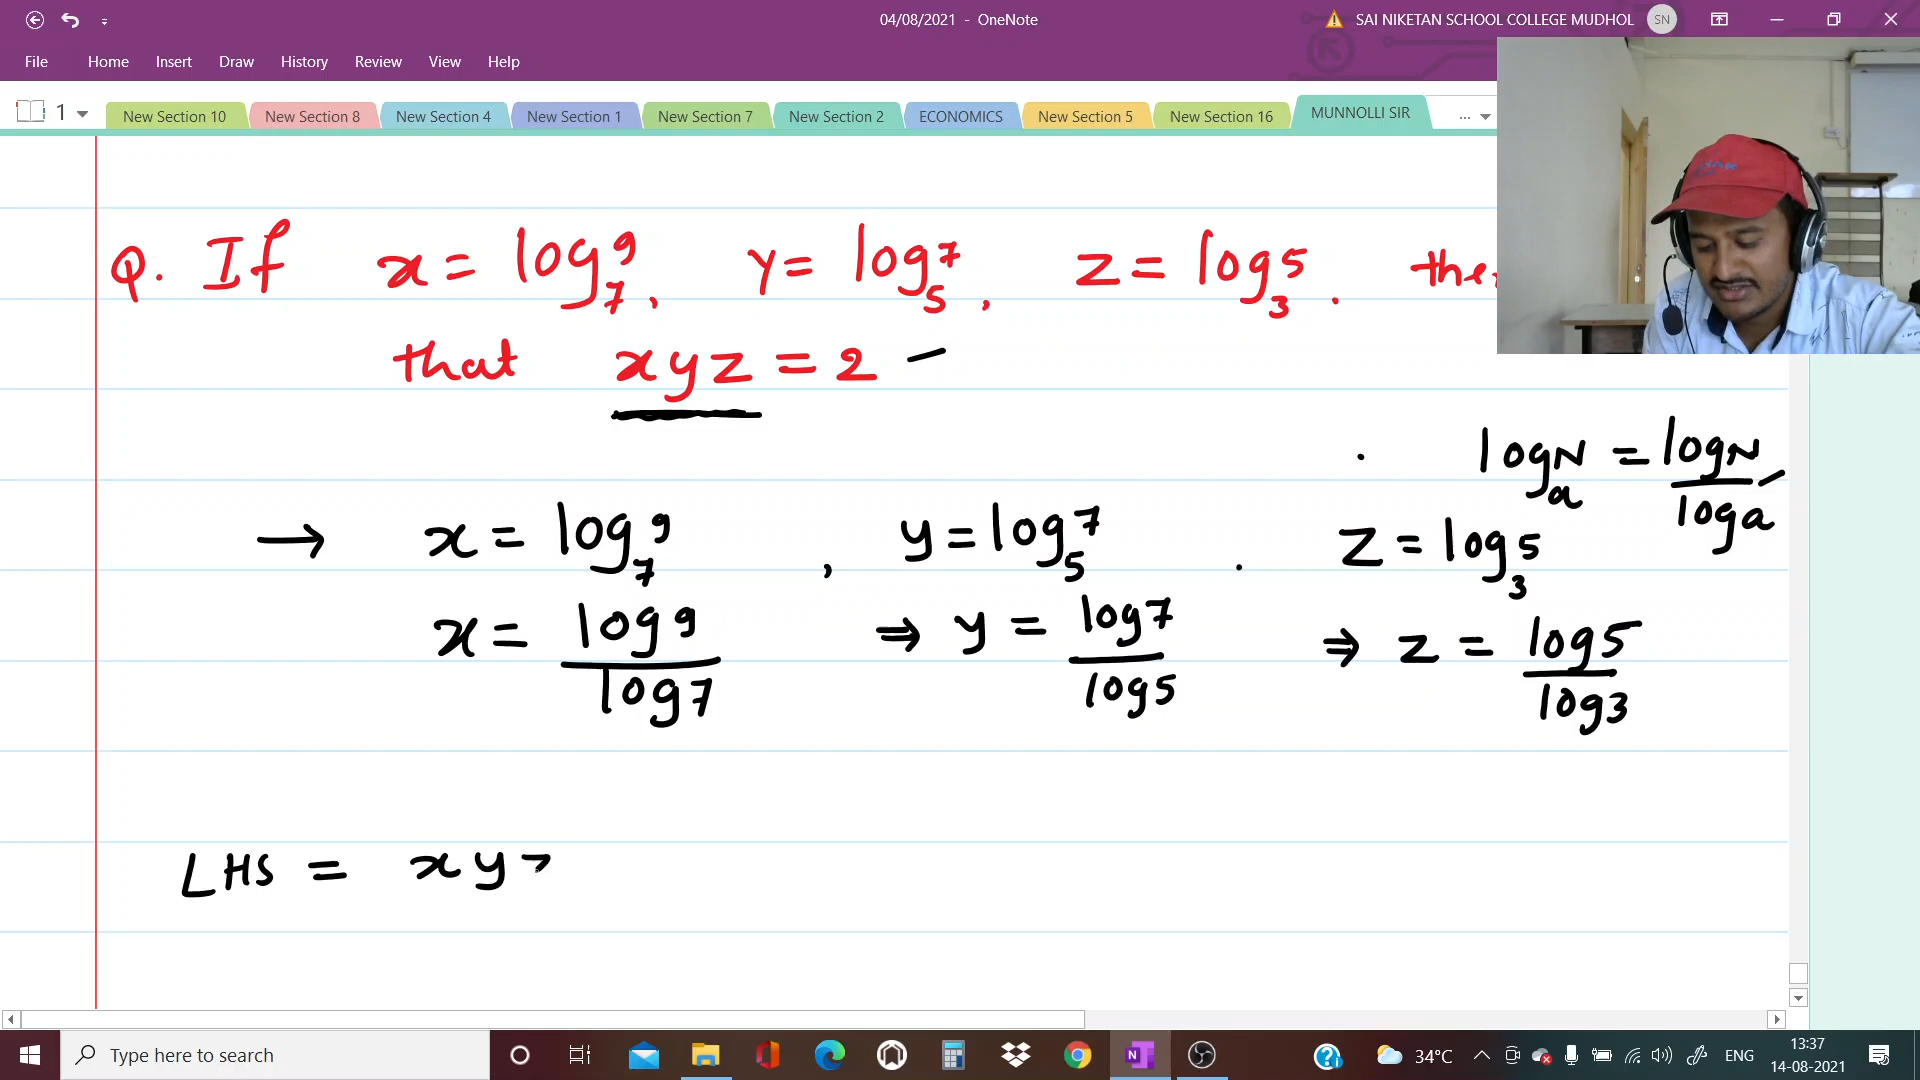 04/08/2021 - OneNote
SAI NIKETAN SCHOOL COLLEGE MUDHOL SN
File Home Insert Draw History Review View Help
1 New Section 10 New Section 8 New Section 4 New Section 1 New Section 7 New Section 2 ECONOMICS New Section 5 New Section 16 MUNNOLLI SIR ...
Q. If x = log₇9, y = log₅7, z = log₃5. the
that xyz = 2
logₐN = logN / loga
→ x = log₇9, y = log₅7. z = log₃5
x = log9 / log7 ⇒ y = log7 / log5 ⇒ z = log5 / log3
LHS = xyz
Type here to search
34°C ENG 13:37
14-08-2021